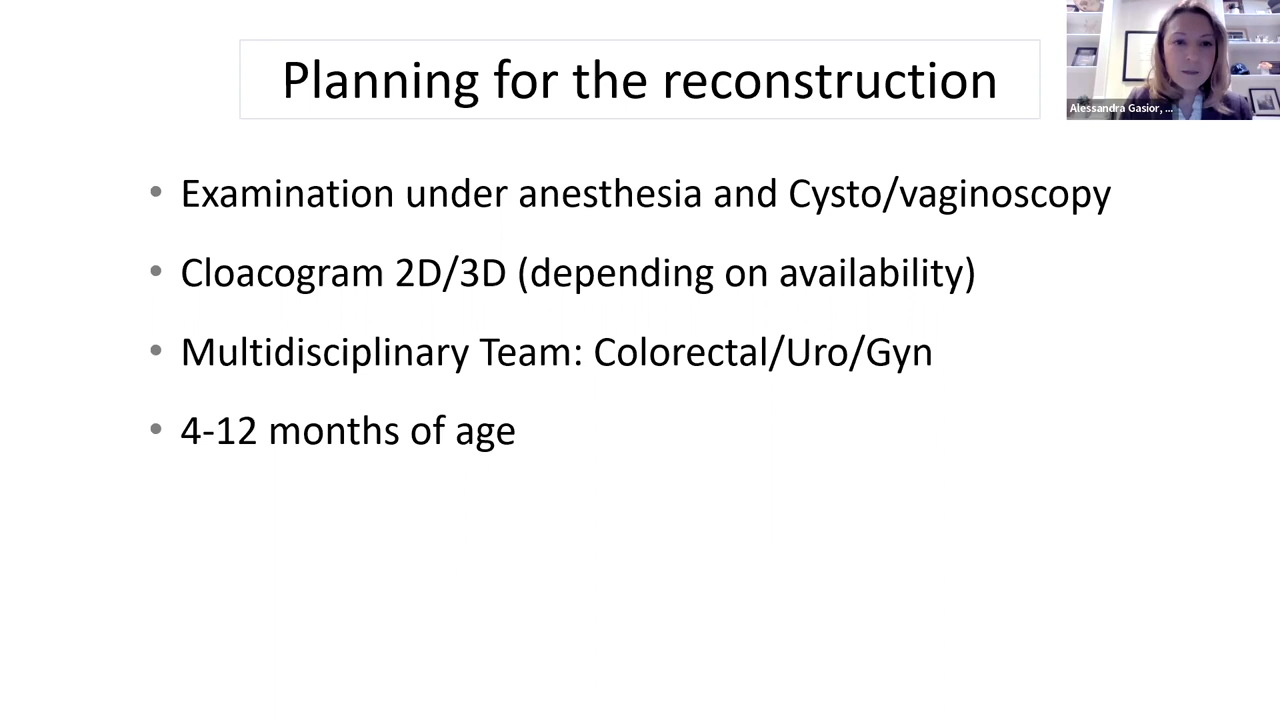 Planning for the reconstruction
Alessandra Gasior, ...
• Examination under anesthesia and Cysto/vaginoscopy
• Cloacogram 2D/3D (depending on availability)
• Multidisciplinary Team: Colorectal/Uro/Gyn
• 4-12 months of age